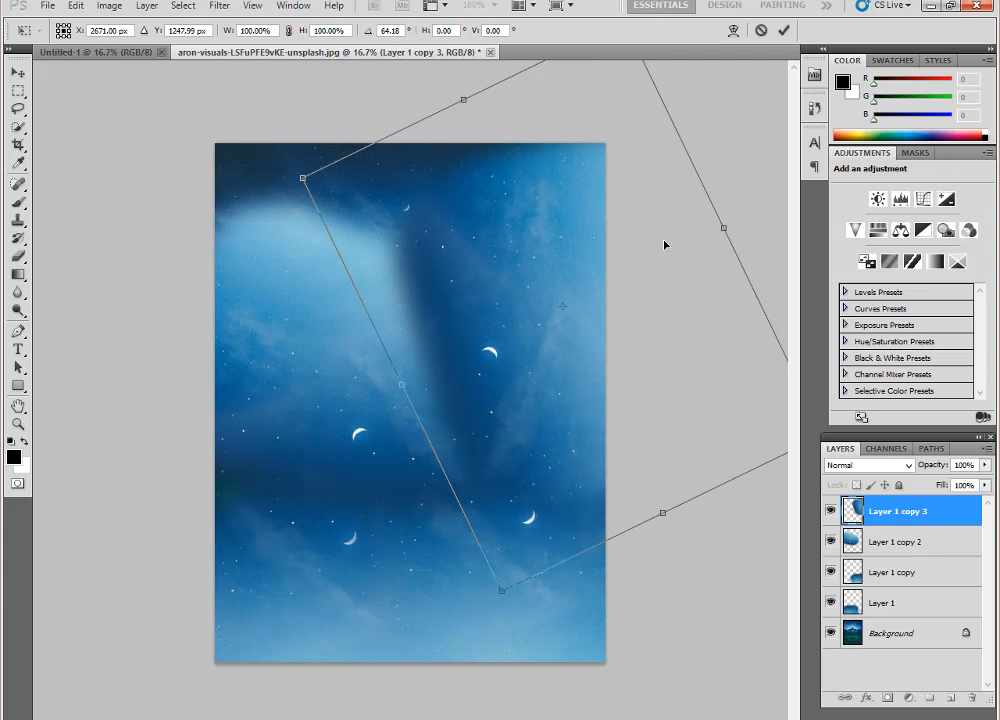 Ps File Edit Image Layer Select Filter View Window Help Br Mb 100% ESSENTIALS DESIGN PAINTING » CS Live
X: 2671.00 px Y: 1247.99 px W: 100.00% H: 100.00% 64.18 ° H: 0.00 ° V: 0.00 °
Untitled-1 @ 16.7% (RGB/8) aron-visuals-LSFuPFE9vKE-unsplash.jpg @ 16.7% (Layer 1 copy 3, RGB/8) *
COLOR SWATCHES STYLES
R 0
G 0
B 0
ADJUSTMENTS MASKS
Add an adjustment
Levels Presets
Curves Presets
Exposure Presets
Hue/Saturation Presets
Black & White Presets
Channel Mixer Presets
Selective Color Presets
LAYERS CHANNELS PATHS
Normal Opacity: 100%
Lock: Fill: 100%
Layer 1 copy 3
Layer 1 copy 2
Layer 1 copy
Layer 1
Background